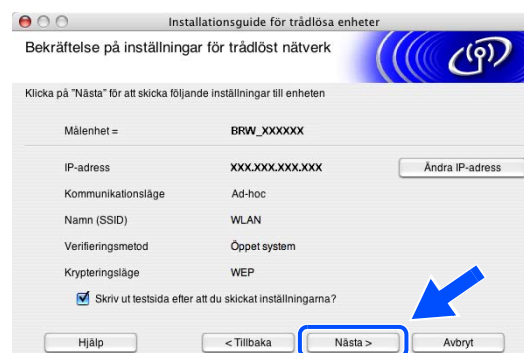 Installationsguide för trådlösa enheter
Bekräftelse på inställningar för trådlöst nätverk
Klicka på "Nästa" för att skicka följande inställningar till enheten
Målenhet = BRW_XXXXXX
IP-adress XXX.XXX.XXX.XXX Ändra IP-adress
Kommunikationsläge Ad-hoc
Namn (SSID) WLAN
Verifieringsmetod Öppet system
Krypteringsläge WEP
Skriv ut testsida efter att du skickat inställningarna?
Hjälp < Tillbaka Nästa > Avbryt